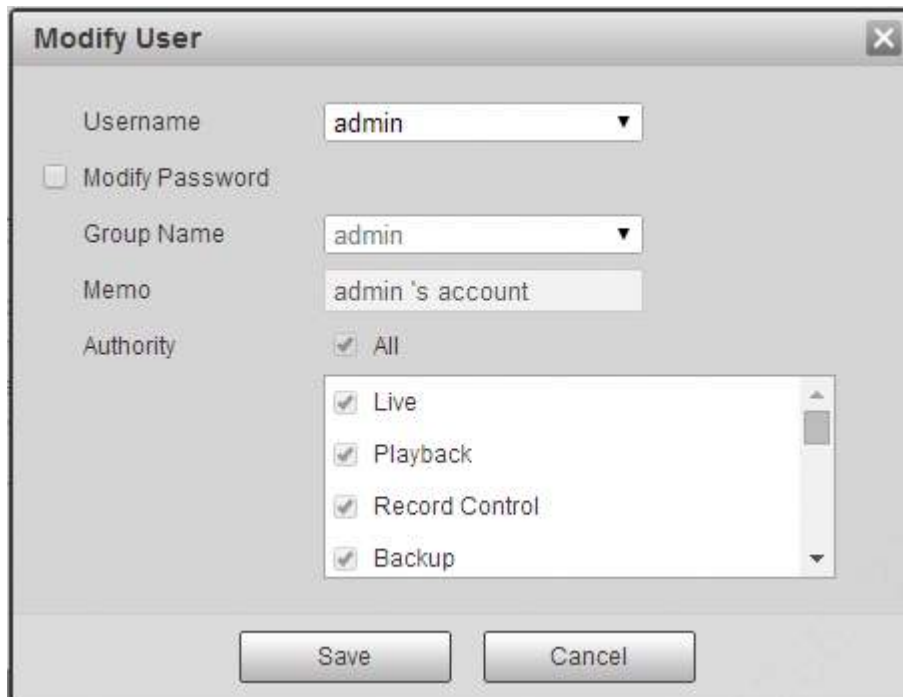 Modify User
Username admin
Modify Password
Group Name admin
Memo admin 's account
Authority All
Live
Playback
Record Control
Backup
Save Cancel